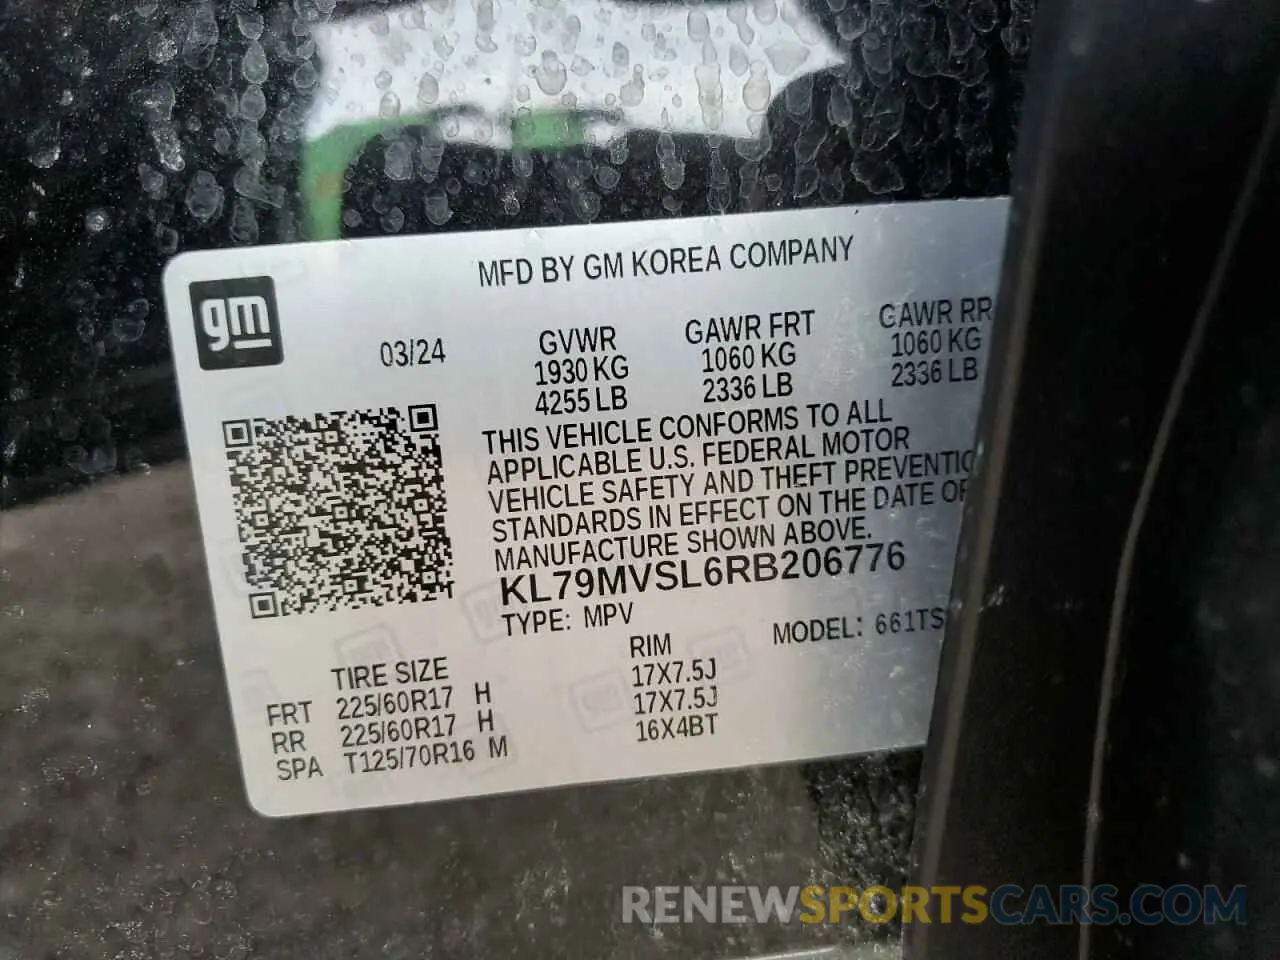 MFD BY GM KOREA COMPANY
gm
03/24
GVWR GAWR FRT GAWR RR
1930 KG 1060 KG 1060 KG
4255 LB 2336 LB 2336 LB
THIS VEHICLE CONFORMS TO ALL
APPLICABLE U.S. FEDERAL MOTOR
VEHICLE SAFETY AND THEFT PREVENTIO
STANDARDS IN EFFECT ON THE DATE OF
MANUFACTURE SHOWN ABOVE.
KL79MVSL6RB206776
TYPE: MPV MODEL: 661TS
TIRE SIZE RIM
FRT 225/60R17 H 17X7.5J
RR 225/60R17 H 17X7.5J
SPA T125/70R16 M 16X4BT
RENEWSPORTSCARS.COM